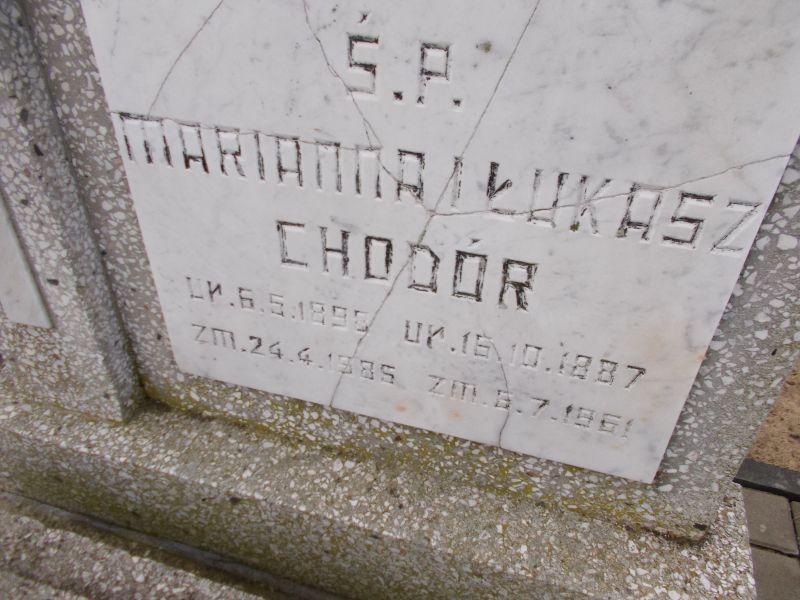 Ś.P.
MARIANNA I ŁUKASZ
CHODÓR
UR.6.5.1895 UR.15.10.1887
ZM.24.4.1985 ZM.6.7.1961